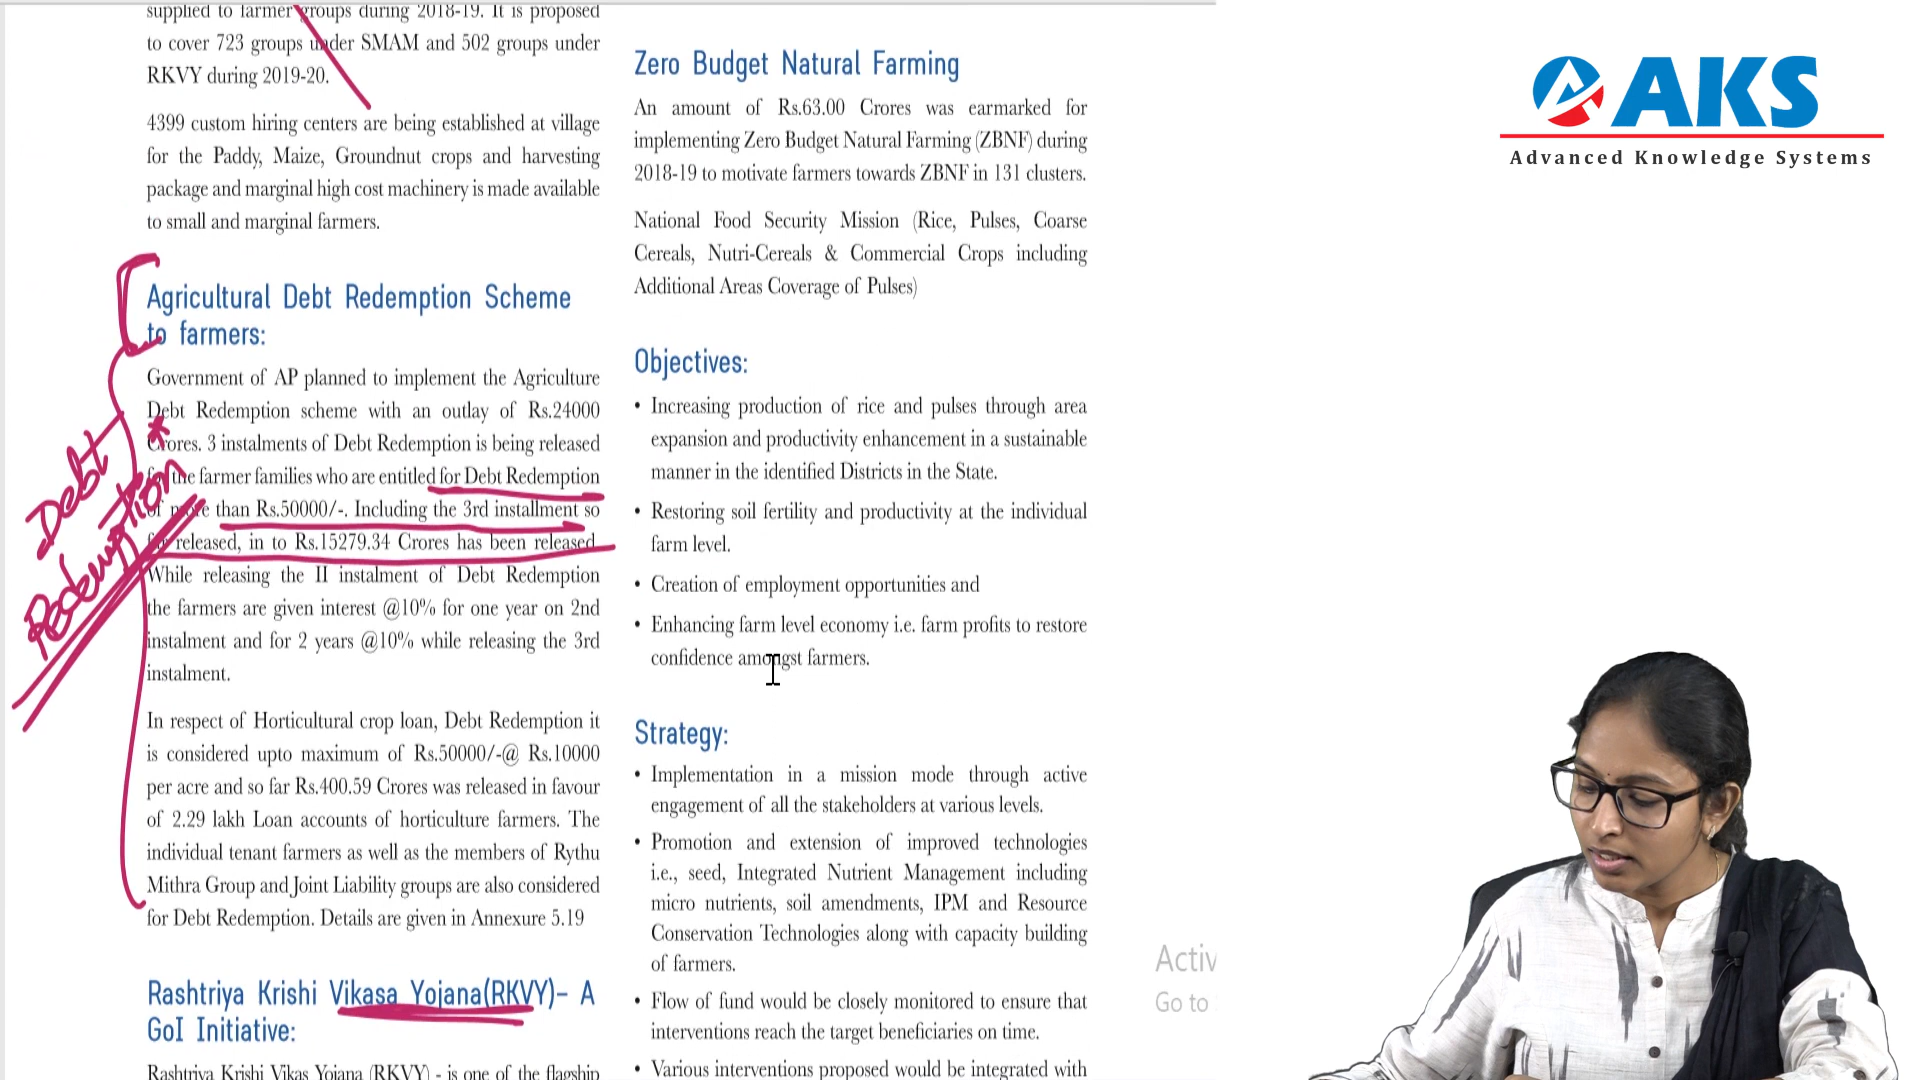 supplied to farmer groups during 2018-19. It is proposed
to cover 723 groups under SMAM and 502 groups under
RKVY during 2019-20.
4399 custom hiring centers are being established at village
for the Paddy, Maize, Groundnut crops and harvesting
package and marginal high cost machinery is made available
to small and marginal farmers.
Agricultural Debt Redemption Scheme
to farmers:
Government of AP planned to implement the Agriculture
Debt Redemption scheme with an outlay of Rs.24000
Crores. 3 instalments of Debt Redemption is being released
for the farmer families who are entitled for Debt Redemption
of more than Rs.50000/-. Including the 3rd installment so
released, in to Rs.15279.34 Crores has been released.
While releasing the II instalment of Debt Redemption
the farmers are given interest @10% for one year on 2nd
instalment and for 2 years @10% while releasing the 3rd
instalment.
In respect of Horticultural crop loan, Debt Redemption it
is considered upto maximum of Rs.50000/-@ Rs.10000
per acre and so far Rs.400.59 Crores was released in favour
of 2.29 lakh Loan accounts of horticulture farmers. The
individual tenant farmers as well as the members of Rythu
Mithra Group and Joint Liability groups are also considered
for Debt Redemption. Details are given in Annexure 5.19
Rashtriya Krishi Vikasa Yojana(RKVY)– A
GoI Initiative:
Rashtriya Krishi Vikas Yojana (RKVY) - is one of the flagship
Debt
Redemption
Zero Budget Natural Farming
An amount of Rs.63.00 Crores was earmarked for
implementing Zero Budget Natural Farming (ZBNF) during
2018-19 to motivate farmers towards ZBNF in 131 clusters.
National Food Security Mission (Rice, Pulses, Coarse
Cereals, Nutri-Cereals & Commercial Crops including
Additional Areas Coverage of Pulses)
Objectives:
• Increasing production of rice and pulses through area
expansion and productivity enhancement in a sustainable
manner in the identified Districts in the State.
• Restoring soil fertility and productivity at the individual
farm level.
• Creation of employment opportunities and
• Enhancing farm level economy i.e. farm profits to restore
confidence amongst farmers.
Strategy:
• Implementation in a mission mode through active
engagement of all the stakeholders at various levels.
• Promotion and extension of improved technologies
i.e., seed, Integrated Nutrient Management including
micro nutrients, soil amendments, IPM and Resource
Conservation Technologies along with capacity building
of farmers.
• Flow of fund would be closely monitored to ensure that
interventions reach the target beneficiaries on time.
• Various interventions proposed would be integrated with
AKS
Advanced Knowledge Systems
Activ
Go to